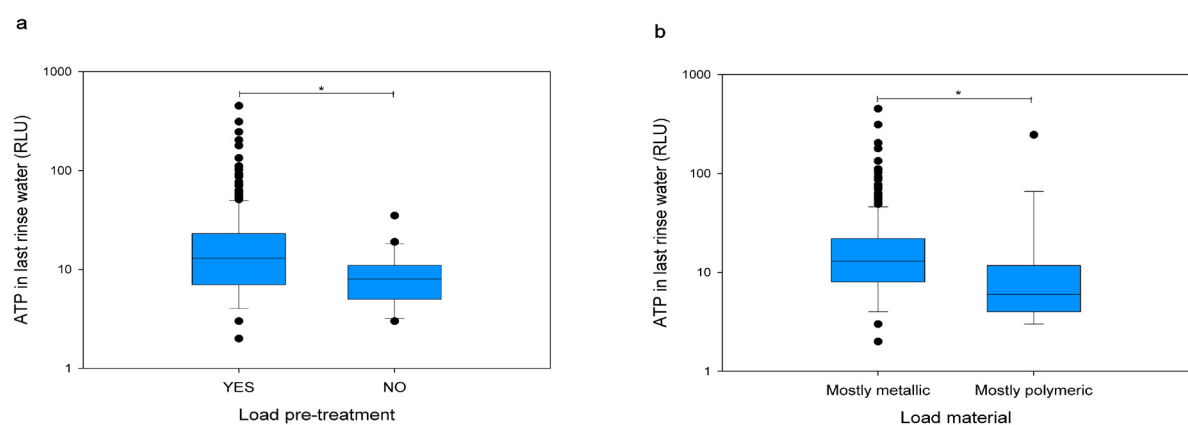 a
1000
100
10
1
ATP in last rinse water (RLU)
*
YES
NO
Load pre-treatment
b
1000
100
10
1
ATP in last rinse water (RLU)
*
Mostly metallic
Mostly polymeric
Load material